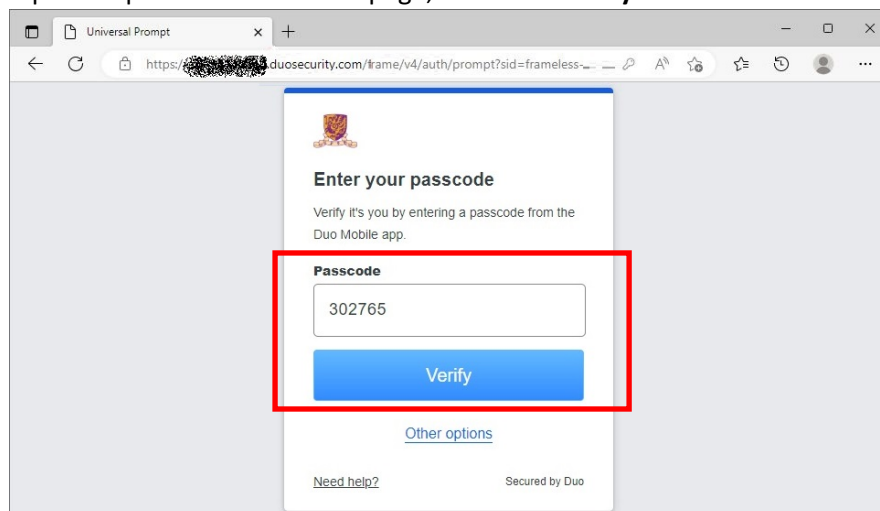 Universal Prompt
https:/ duosecurity.com/frame/v4/auth/prompt?sid=frameless-
Enter your passcode
Verify it's you by entering a passcode from the
Duo Mobile app.
Passcode
302765
Verify
Other options
Need help? Secured by Duo